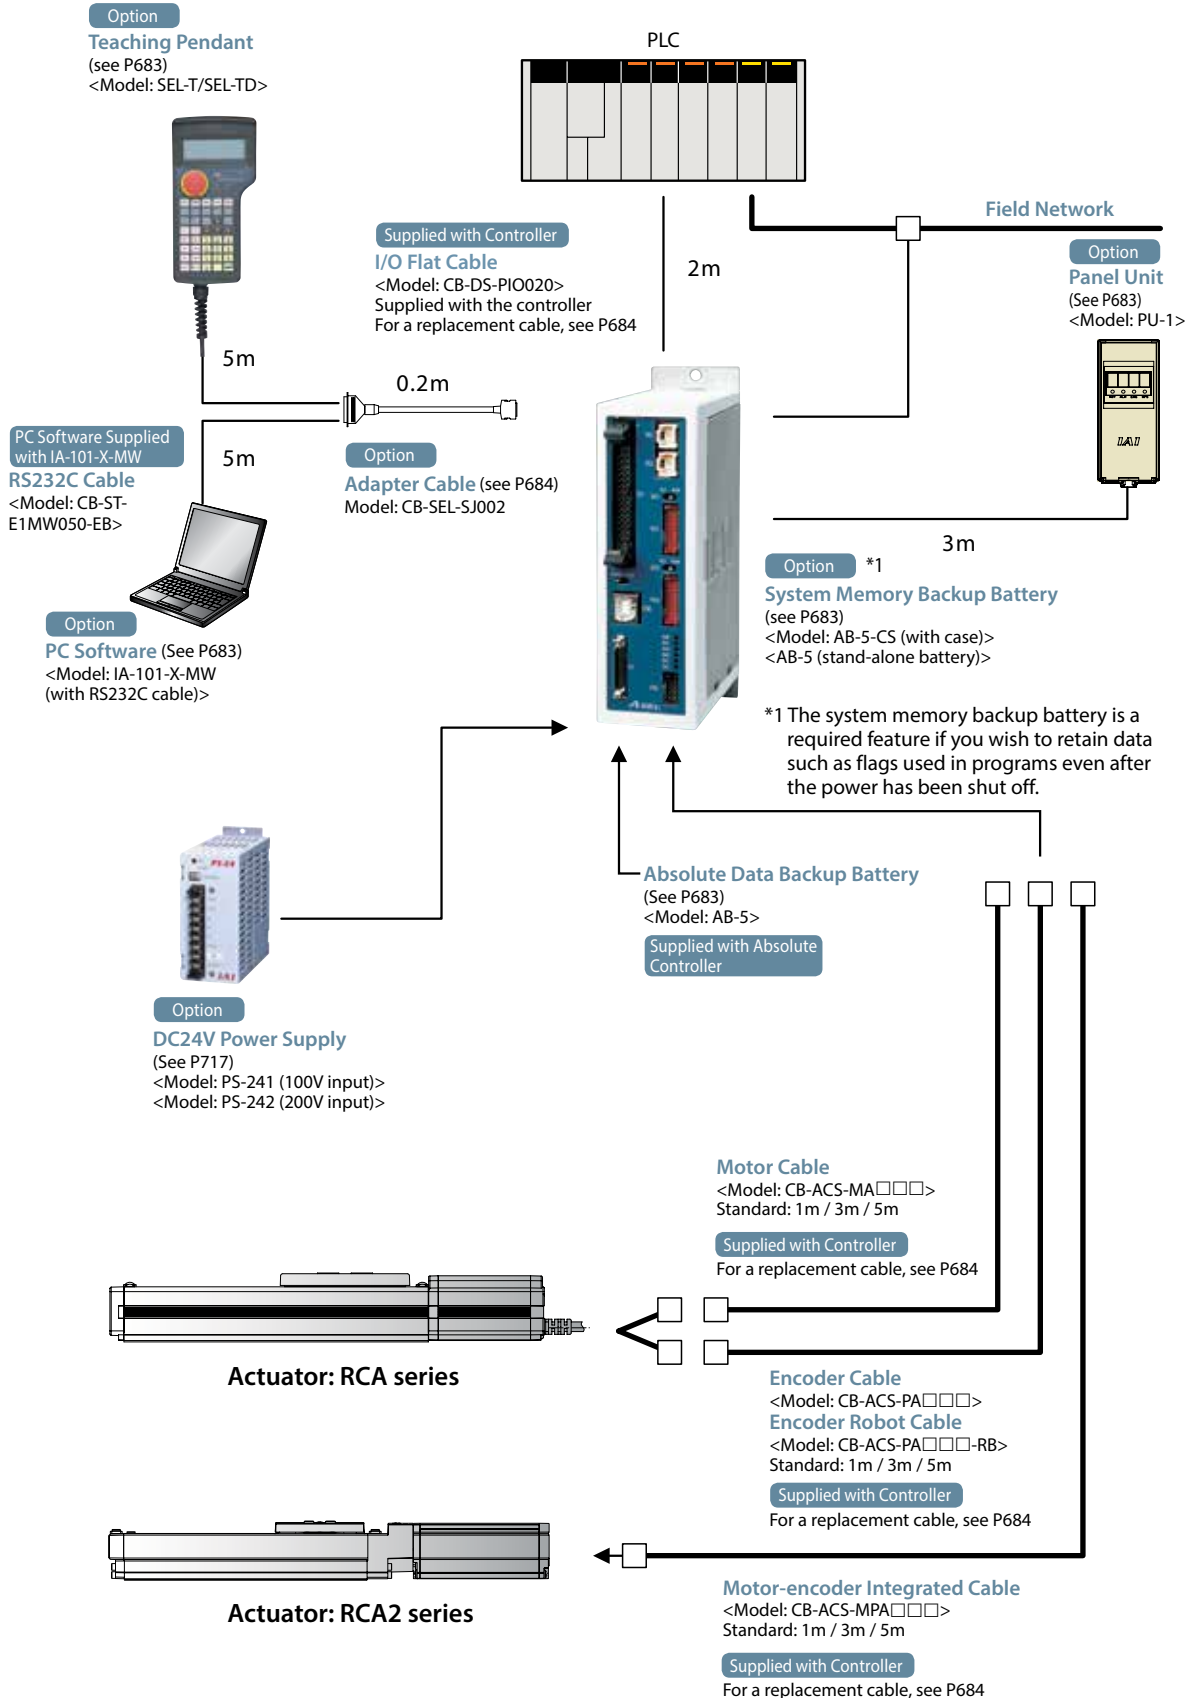 Option
Teaching Pendant
(see P683)
<Model: SEL-T/SEL-TD>
PLC
Supplied with Controller
I/O Flat Cable
<Model: CB-DS-PIO020>
Supplied with the controller
For a replacement cable, see P684
2m
Field Network
Option
Panel Unit
(See P683)
<Model: PU-1>
IAI
5m
0.2m
PC Software Supplied
with IA-101-X-MW
RS232C Cable
<Model: CB-ST-
E1MW050-EB>
5m
Option
Adapter Cable (see P684)
Model: CB-SEL-SJ002
Option
PC Software (See P683)
<Model: IA-101-X-MW
(with RS232C cable)>
3m
Option *1
System Memory Backup Battery
(see P683)
<Model: AB-5-CS (with case)>
<AB-5 (stand-alone battery)>
*1 The system memory backup battery is a
required feature if you wish to retain data
such as flags used in programs even after
the power has been shut off.
PS-24
IAI
Option
DC24V Power Supply
(See P717)
<Model: PS-241 (100V input)>
<Model: PS-242 (200V input)>
Absolute Data Backup Battery
(See P683)
<Model: AB-5>
Supplied with Absolute
Controller
Motor Cable
<Model: CB-ACS-MA□□□>
Standard: 1m / 3m / 5m
Supplied with Controller
For a replacement cable, see P684
Actuator: RCA series
Encoder Cable
<Model: CB-ACS-PA□□□>
Encoder Robot Cable
<Model: CB-ACS-PA□□□-RB>
Standard: 1m / 3m / 5m
Supplied with Controller
For a replacement cable, see P684
Actuator: RCA2 series
Motor-encoder Integrated Cable
<Model: CB-ACS-MPA□□□>
Standard: 1m / 3m / 5m
Supplied with Controller
For a replacement cable, see P684